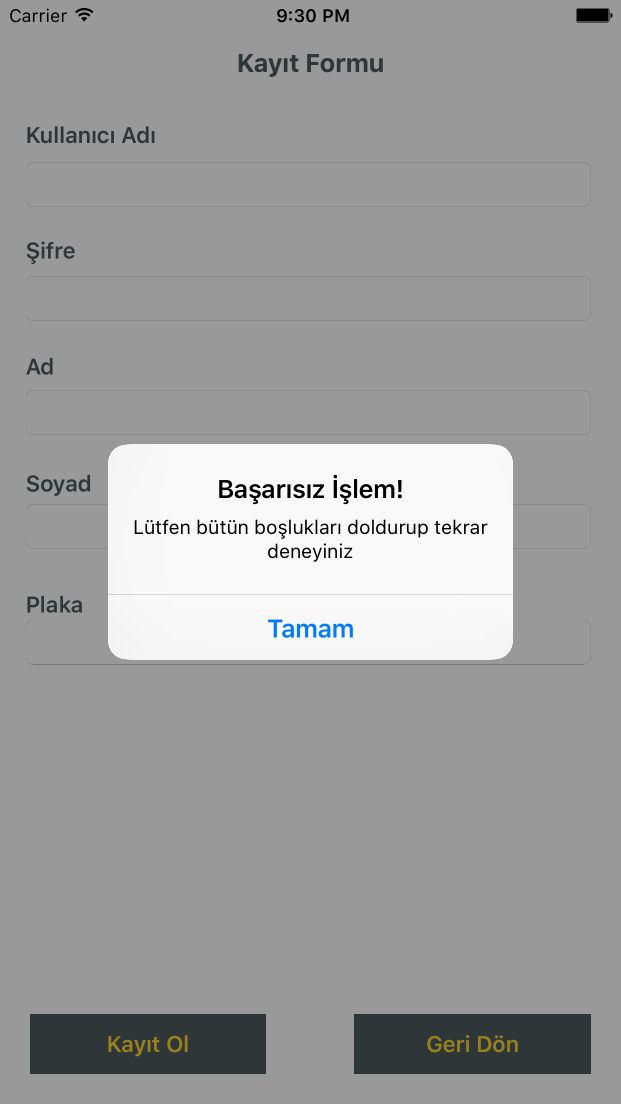 Carrier 9:30 PM
Kayıt Formu
Kullanıcı Adı
Şifre
Ad
Soyad
Başarısız İşlem!
Lütfen bütün boşlukları doldurup tekrar
deneyiniz
Plaka
Tamam
Kayıt Ol Geri Dön